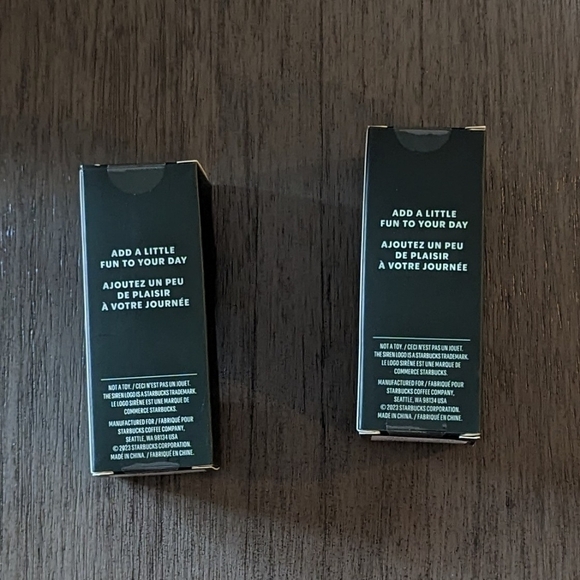 ADD A LITTLE
FUN TO YOUR DAY
AJOUTEZ UN PEU
DE PLAISIR
À VOTRE JOURNÉE
NOT A TOY. / CECI N'EST PAS UN JOUET.
THE SIREN LOGO IS A STARBUCKS TRADEMARK.
LE LOGO SIRÈNE EST UNE MARQUE DE
COMMERCE STARBUCKS.
MANUFACTURED FOR / FABRIQUÉ POUR
STARBUCKS COFFEE COMPANY,
SEATTLE, WA 98134 USA
© 2023 STARBUCKS CORPORATION.
MADE IN CHINA. / FABRIQUÉ EN CHINE.
ADD A LITTLE
FUN TO YOUR DAY
AJOUTEZ UN PEU
DE PLAISIR
À VOTRE JOURNÉE
NOT A TOY. / CECI N'EST PAS UN JOUET.
THE SIREN LOGO IS A STARBUCKS TRADEMARK.
LE LOGO SIRÈNE EST UNE MARQUE DE
COMMERCE STARBUCKS.
MANUFACTURED FOR / FABRIQUÉ POUR
STARBUCKS COFFEE COMPANY,
SEATTLE, WA 98134 USA
© 2023 STARBUCKS CORPORATION.
MADE IN CHINA. / FABRIQUÉ EN CHINE.